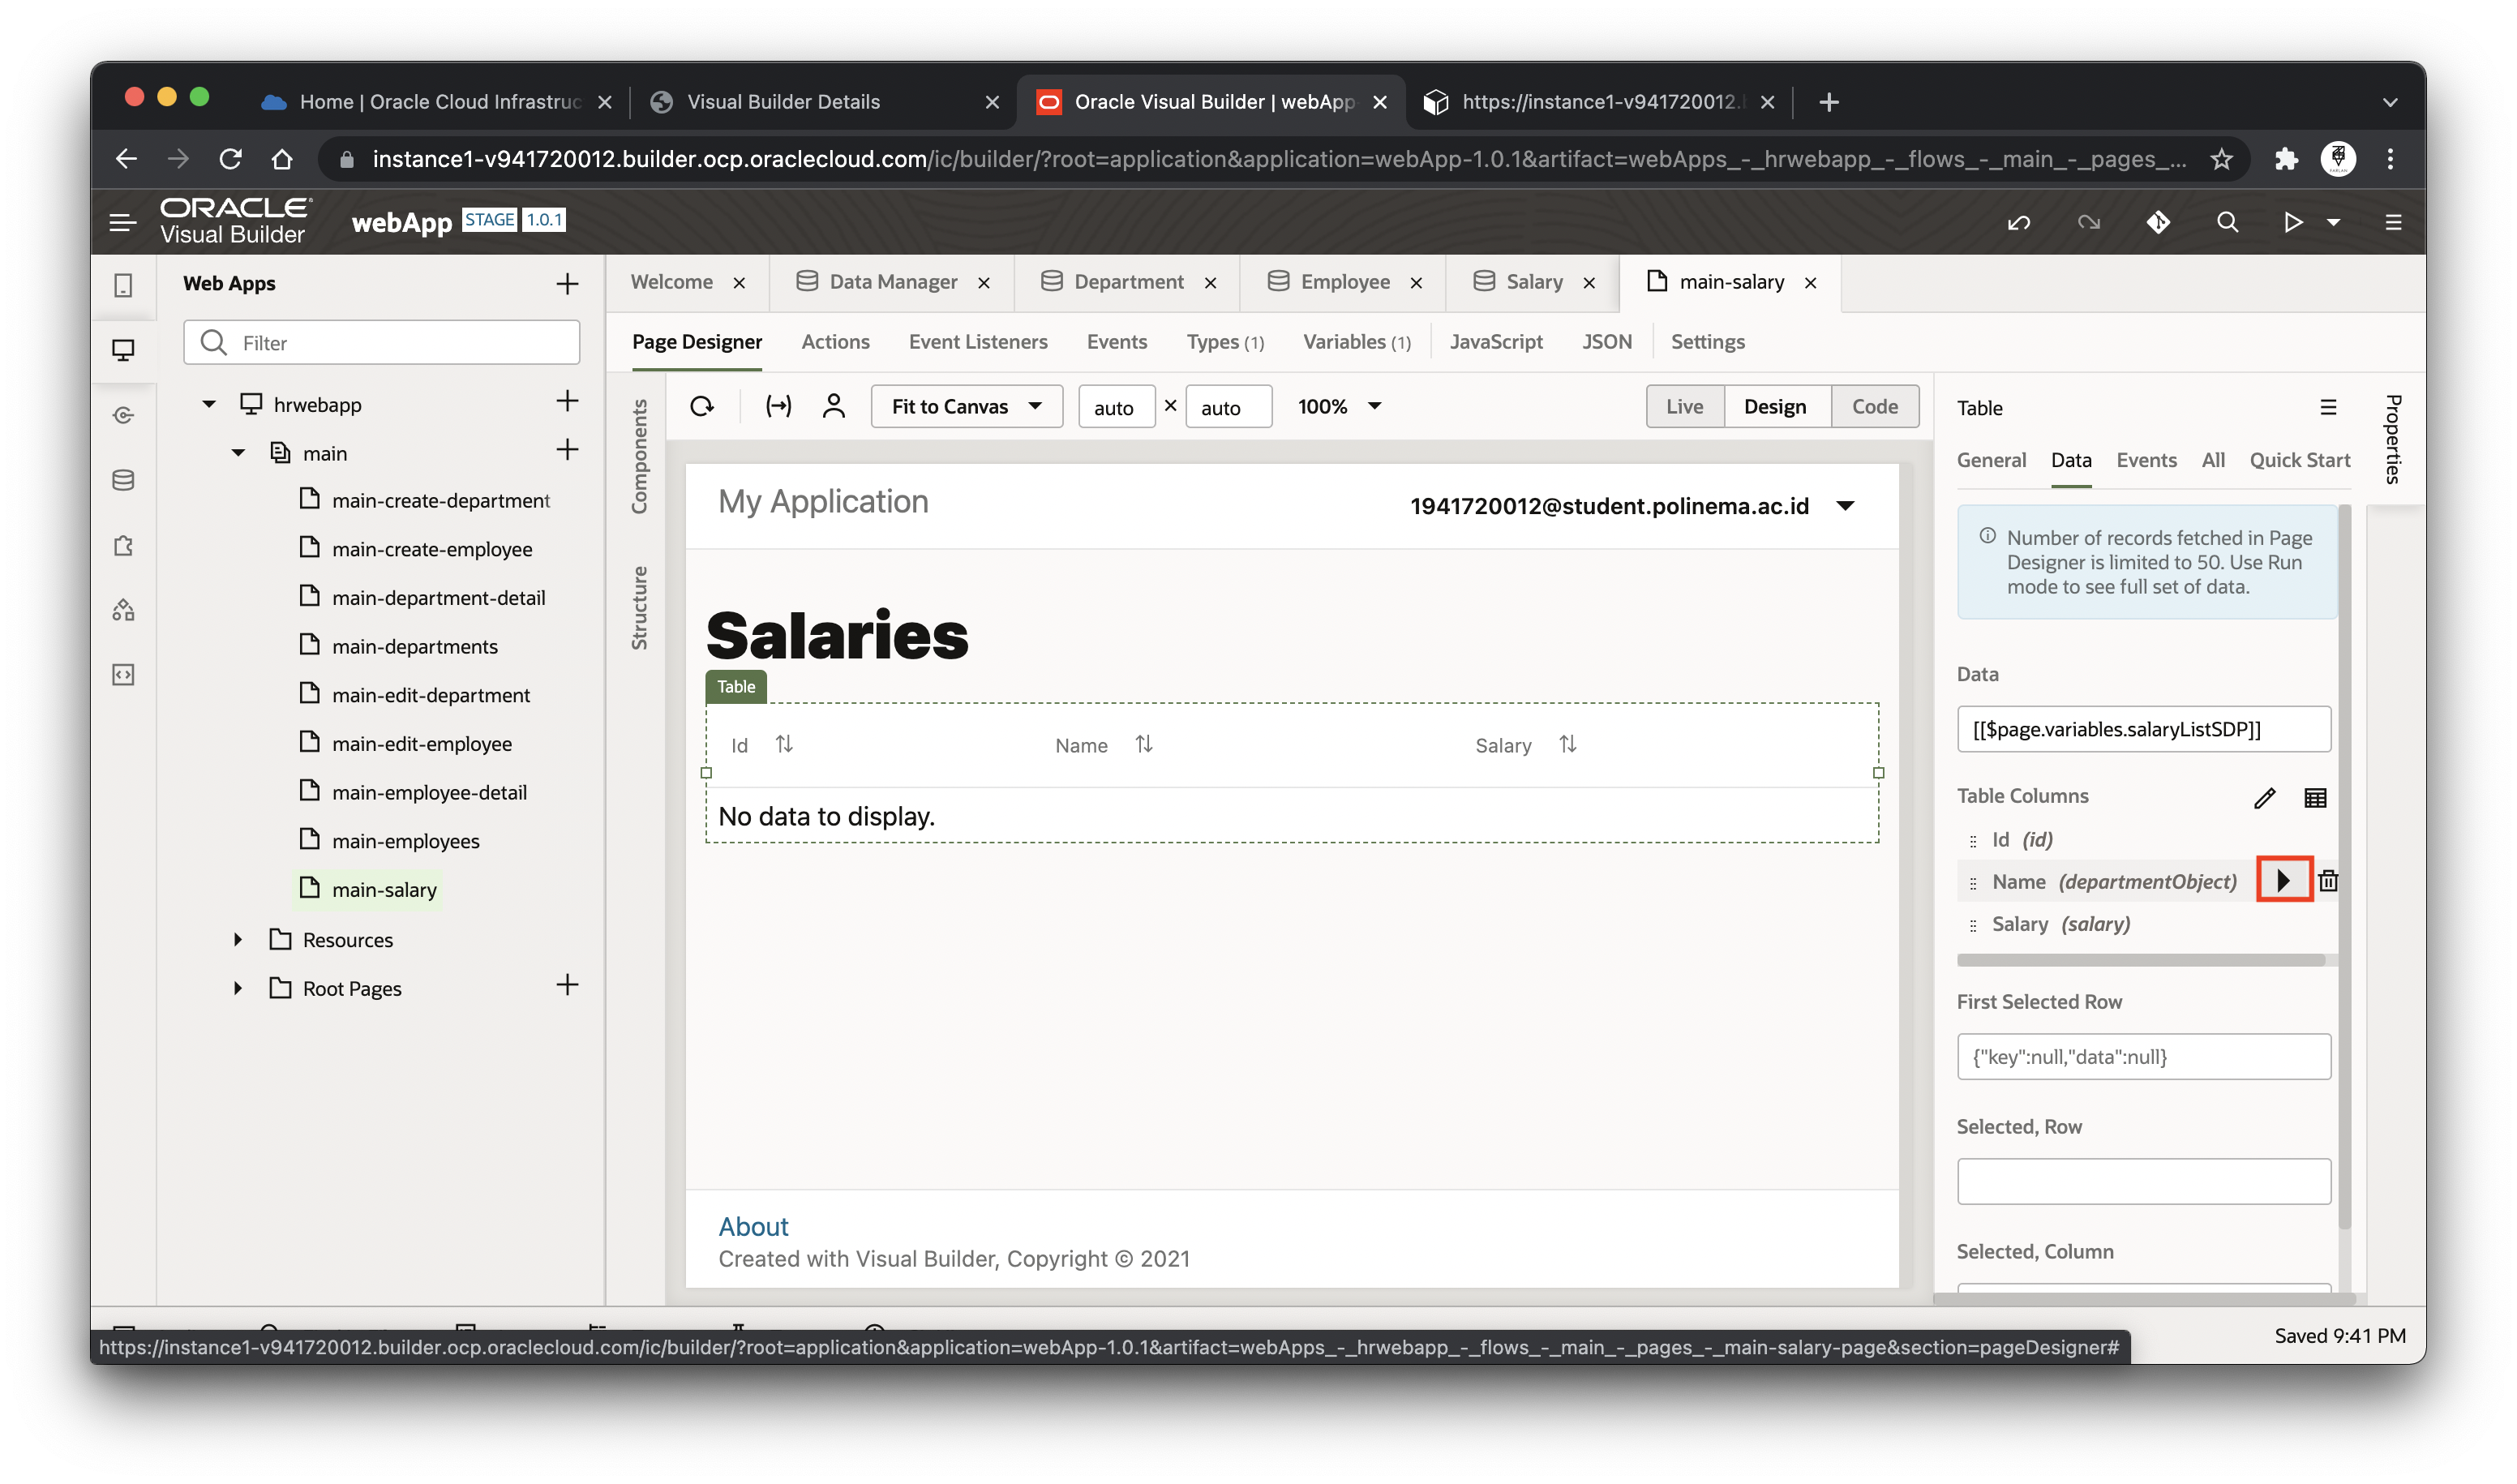 Home | Oracle Cloud Infrastruc
Visual Builder Details
Oracle Visual Builder | webApp-
https://instance1-v941720012.b
instance1-v941720012.builder.ocp.oraclecloud.com/ic/builder/?root=application&application=webApp-1.0.1&artifact=webApps_-_hrwebapp_-_flows_-_main_-_pages_...
ORACLE
Visual Builder
webApp STAGE 1.0.1
Web Apps
Filter
hrwebapp
main
main-create-department
main-create-employee
main-department-detail
main-departments
main-edit-department
main-edit-employee
main-employee-detail
main-employees
main-salary
Resources
Root Pages
Welcome
Data Manager
Department
Employee
Salary
main-salary
Page Designer
Actions
Event Listeners
Events
Types (1)
Variables (1)
JavaScript
JSON
Settings
Components
Structure
Fit to Canvas
auto × auto
100%
Live
Design
Code
My Application
1941720012@student.polinema.ac.id
Salaries
Table
Id
Name
Salary
No data to display.
About
Created with Visual Builder, Copyright © 2021
Table
Properties
General
Data
Events
All
Quick Start
Number of records fetched in Page
Designer is limited to 50. Use Run
mode to see full set of data.
Data
[[$page.variables.salaryListSDP]]
Table Columns
Id (id)
Name (departmentObject)
Salary (salary)
First Selected Row
{"key":null,"data":null}
Selected, Row
Selected, Column
https://instance1-v941720012.builder.ocp.oraclecloud.com/ic/builder/?root=application&application=webApp-1.0.1&artifact=webApps_-_hrwebapp_-_flows_-_main_-_pages_-_main-salary-page&section=pageDesigner#
Saved 9:41 PM